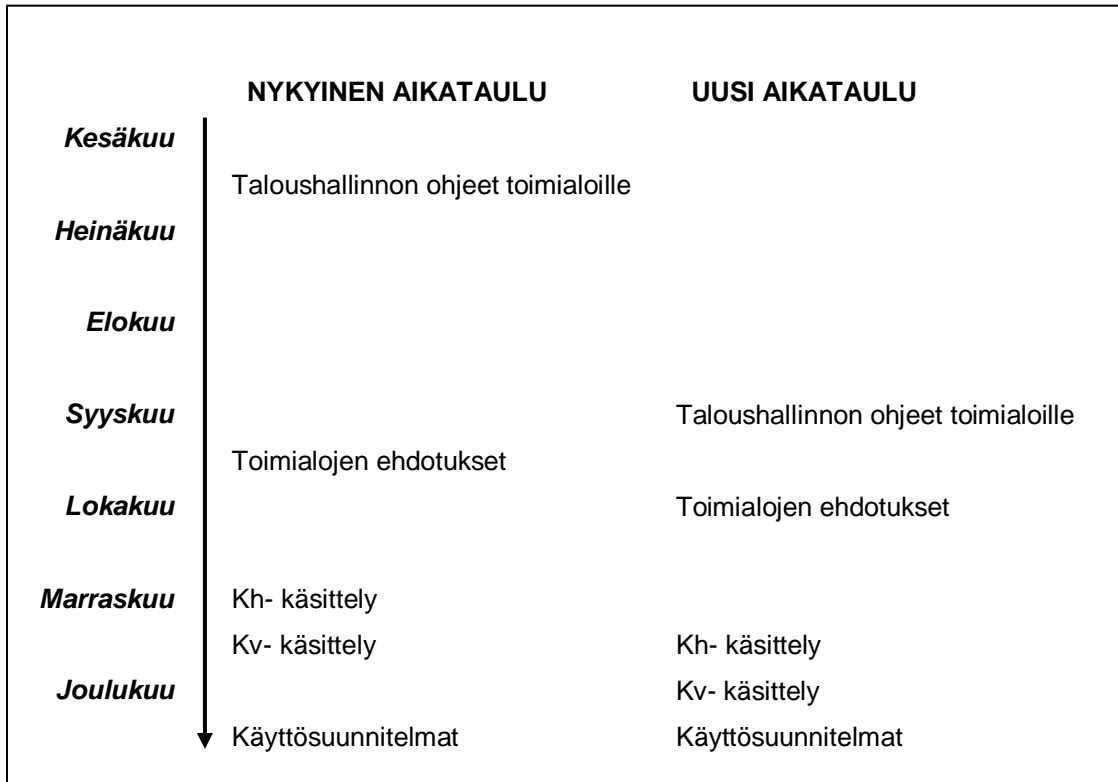 NYKYINEN AIKATAULU UUSI AIKATAULU
Kesäkuu
Taloushallinnon ohjeet toimialoille
Heinäkuu
Elokuu
Syyskuu Taloushallinnon ohjeet toimialoille
Toimialojen ehdotukset
Lokakuu Toimialojen ehdotukset
Marraskuu Kh- käsittely
Kv- käsittely Kh- käsittely
Joulukuu Kv- käsittely
Käyttösuunnitelmat Käyttösuunnitelmat